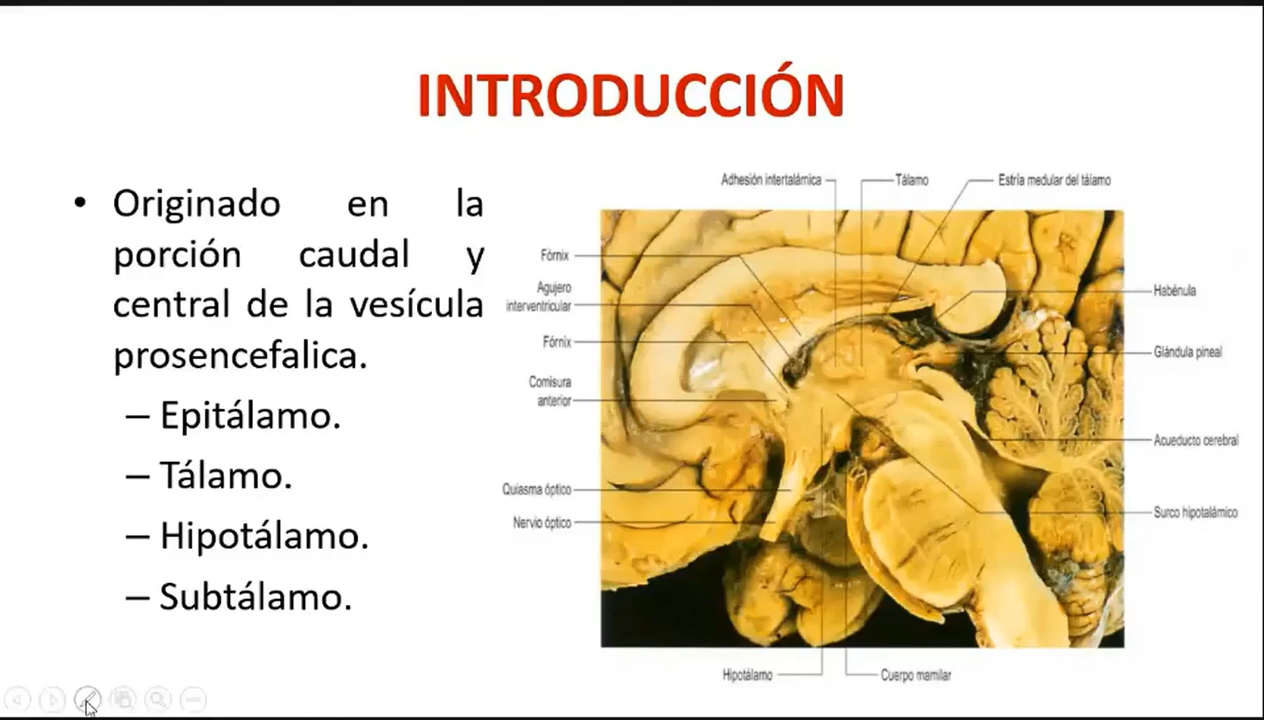 INTRODUCCIÓN
• Originado en la
porción caudal y
central de la vesícula
prosencefalica.
– Epitálamo.
– Tálamo.
– Hipotálamo.
– Subtálamo.
Adhesión intertalámica
Tálamo
Estría medular del tálamo
Fórnix
Agujero
interventricular
Fórnix
Comisura
anterior
Quiasma óptico
Nervio óptico
Habénula
Glándula pineal
Acueducto cerebral
Surco hipotalámico
Hipotálamo
Cuerpo mamilar